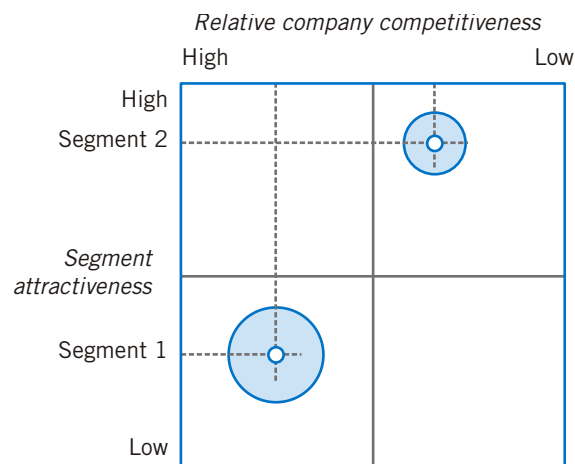 Relative company competitiveness
High Low
High
Segment 2
Segment
attractiveness
Segment 1
Low